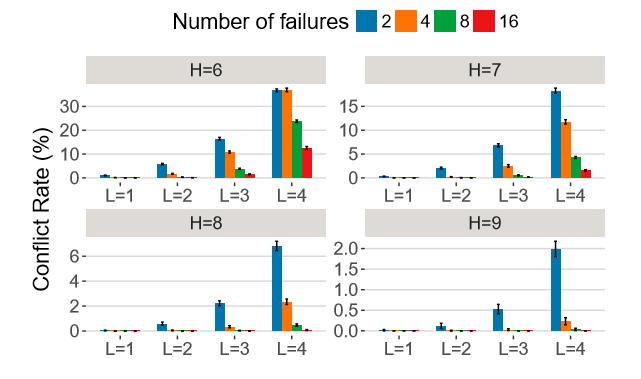 Number of failures 2 4 8 16
H=6 H=7
Conflict Rate (%)
30
20
10
0
15
10
5
0
L=1 L=2 L=3 L=4 L=1 L=2 L=3 L=4
H=8 H=9
6
4
2
0
2.0
1.5
1.0
0.5
0.0
L=1 L=2 L=3 L=4 L=1 L=2 L=3 L=4